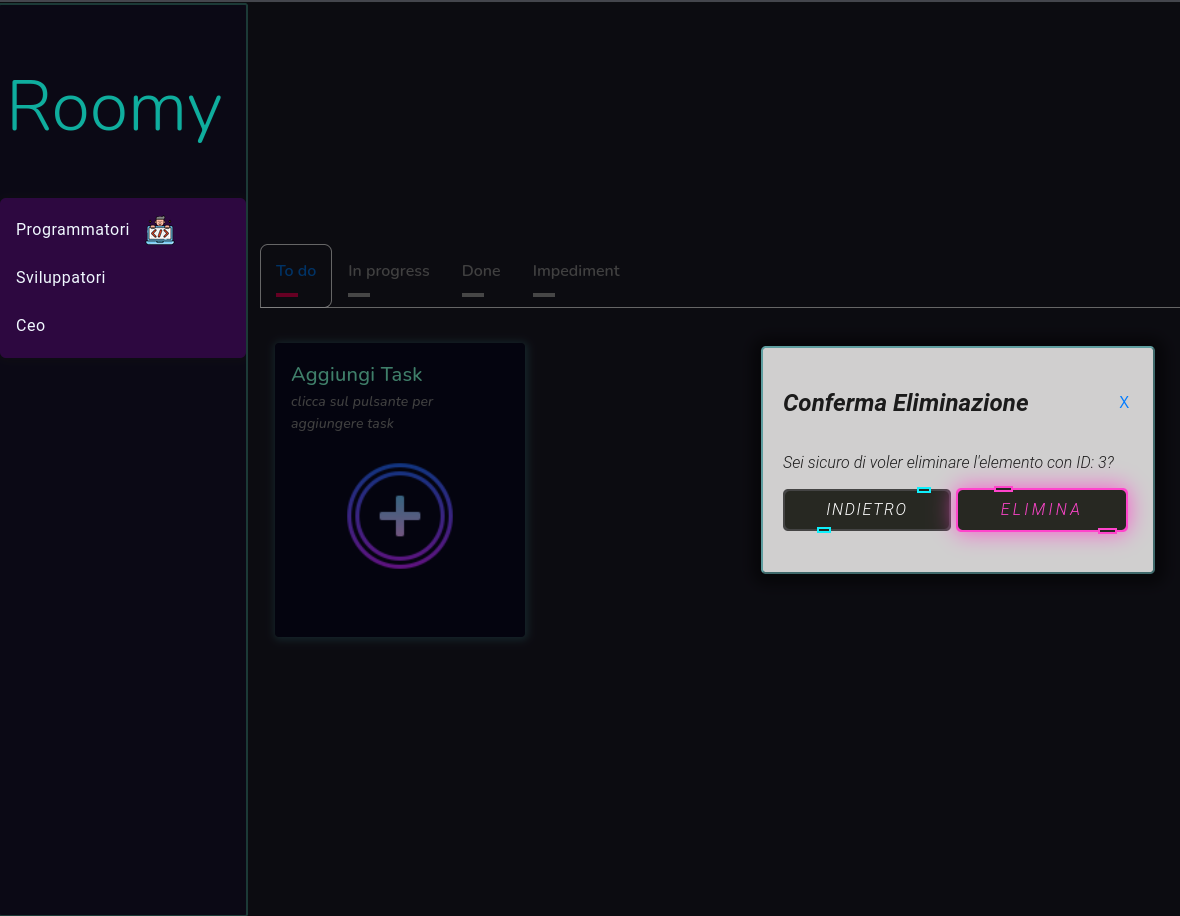 Roomy
Programmatori
Sviluppatori
Ceo
To do
In progress
Done
Impediment
Aggiungi Task
clicca sul pulsante per
aggiungere task
Conferma Eliminazione
X
Sei sicuro di voler eliminare l'elemento con ID: 3?
INDIETRO
ELIMINA